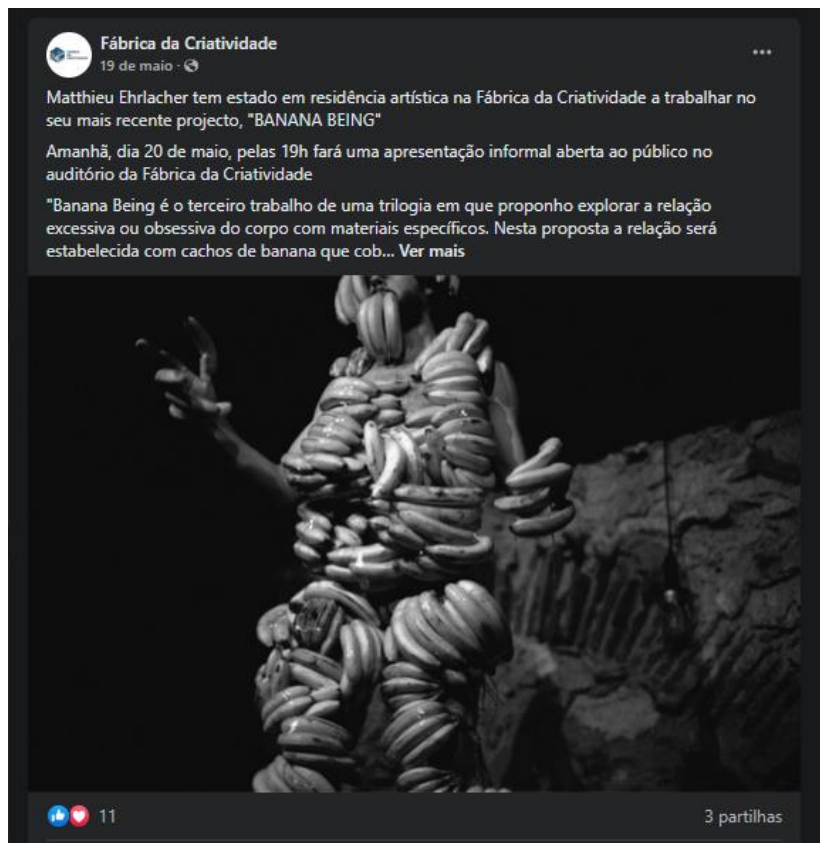 Fábrica da Criatividade
19 de maio ·
Matthieu Ehrlacher tem estado em residência artística na Fábrica da Criatividade a trabalhar no
seu mais recente projecto, "BANANA BEING"
Amanhã, dia 20 de maio, pelas 19h fará uma apresentação informal aberta ao público no
auditório da Fábrica da Criatividade
"Banana Being é o terceiro trabalho de uma trilogia em que proponho explorar a relação
excessiva ou obsessiva do corpo com materiais específicos. Nesta proposta a relação será
estabelecida com cachos de banana que cob... Ver mais
11
3 partilhas